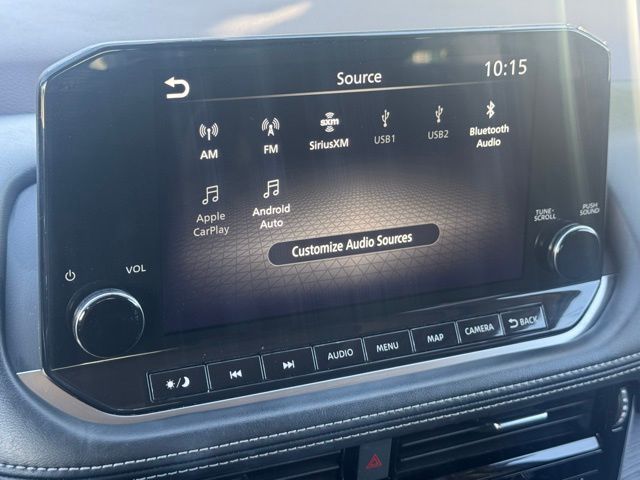 Source
10:15
AM
FM
sxm
SiriusXM
USB1
USB2
Bluetooth
Audio
Apple
CarPlay
Android
Auto
Customize Audio Sources
VOL
TUNE-
SCROLL
PUSH
SOUND
AUDIO
MENU
MAP
CAMERA
BACK